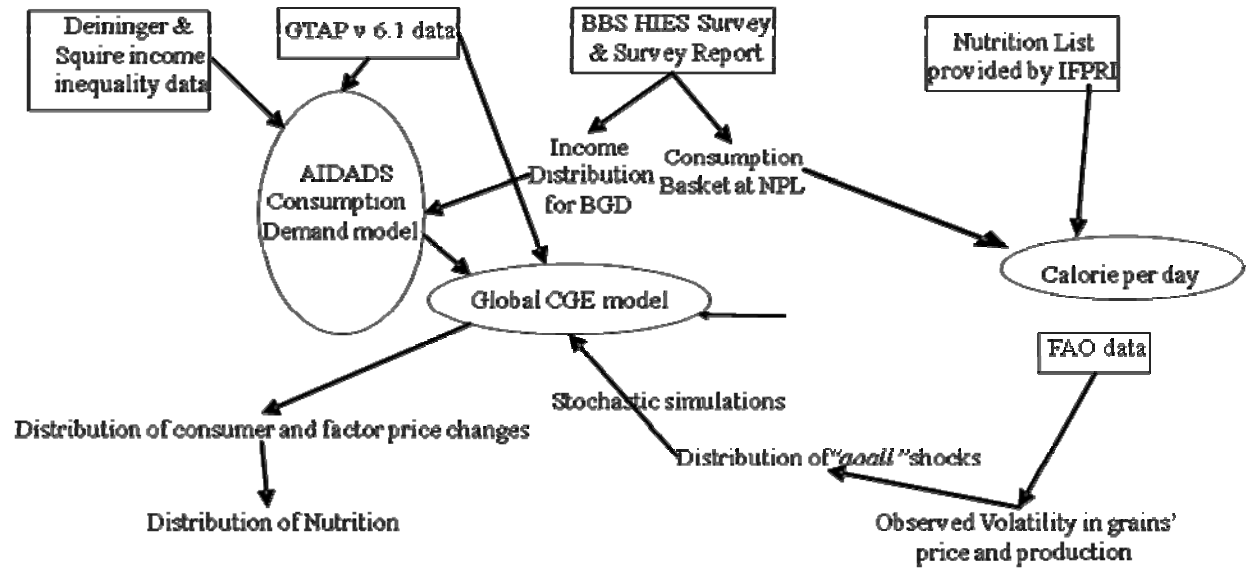 Deininger &
Squire income
inequality data
GTAP v 6.1 data
BBS HIES Survey
& Survey Report
Nutrition List
provided by IFPRI
AIDADS
Consumption
Demand model
Income
Distribution
for BGD
Consumption
Basket at NPL
Calorie per day
Global CGE model
FAO data
Stochastic simulations
Distribution of consumer and factor price changes
Distribution of "aoall" shocks
Distribution of Nutrition
Observed Volatility in grains'
price and production